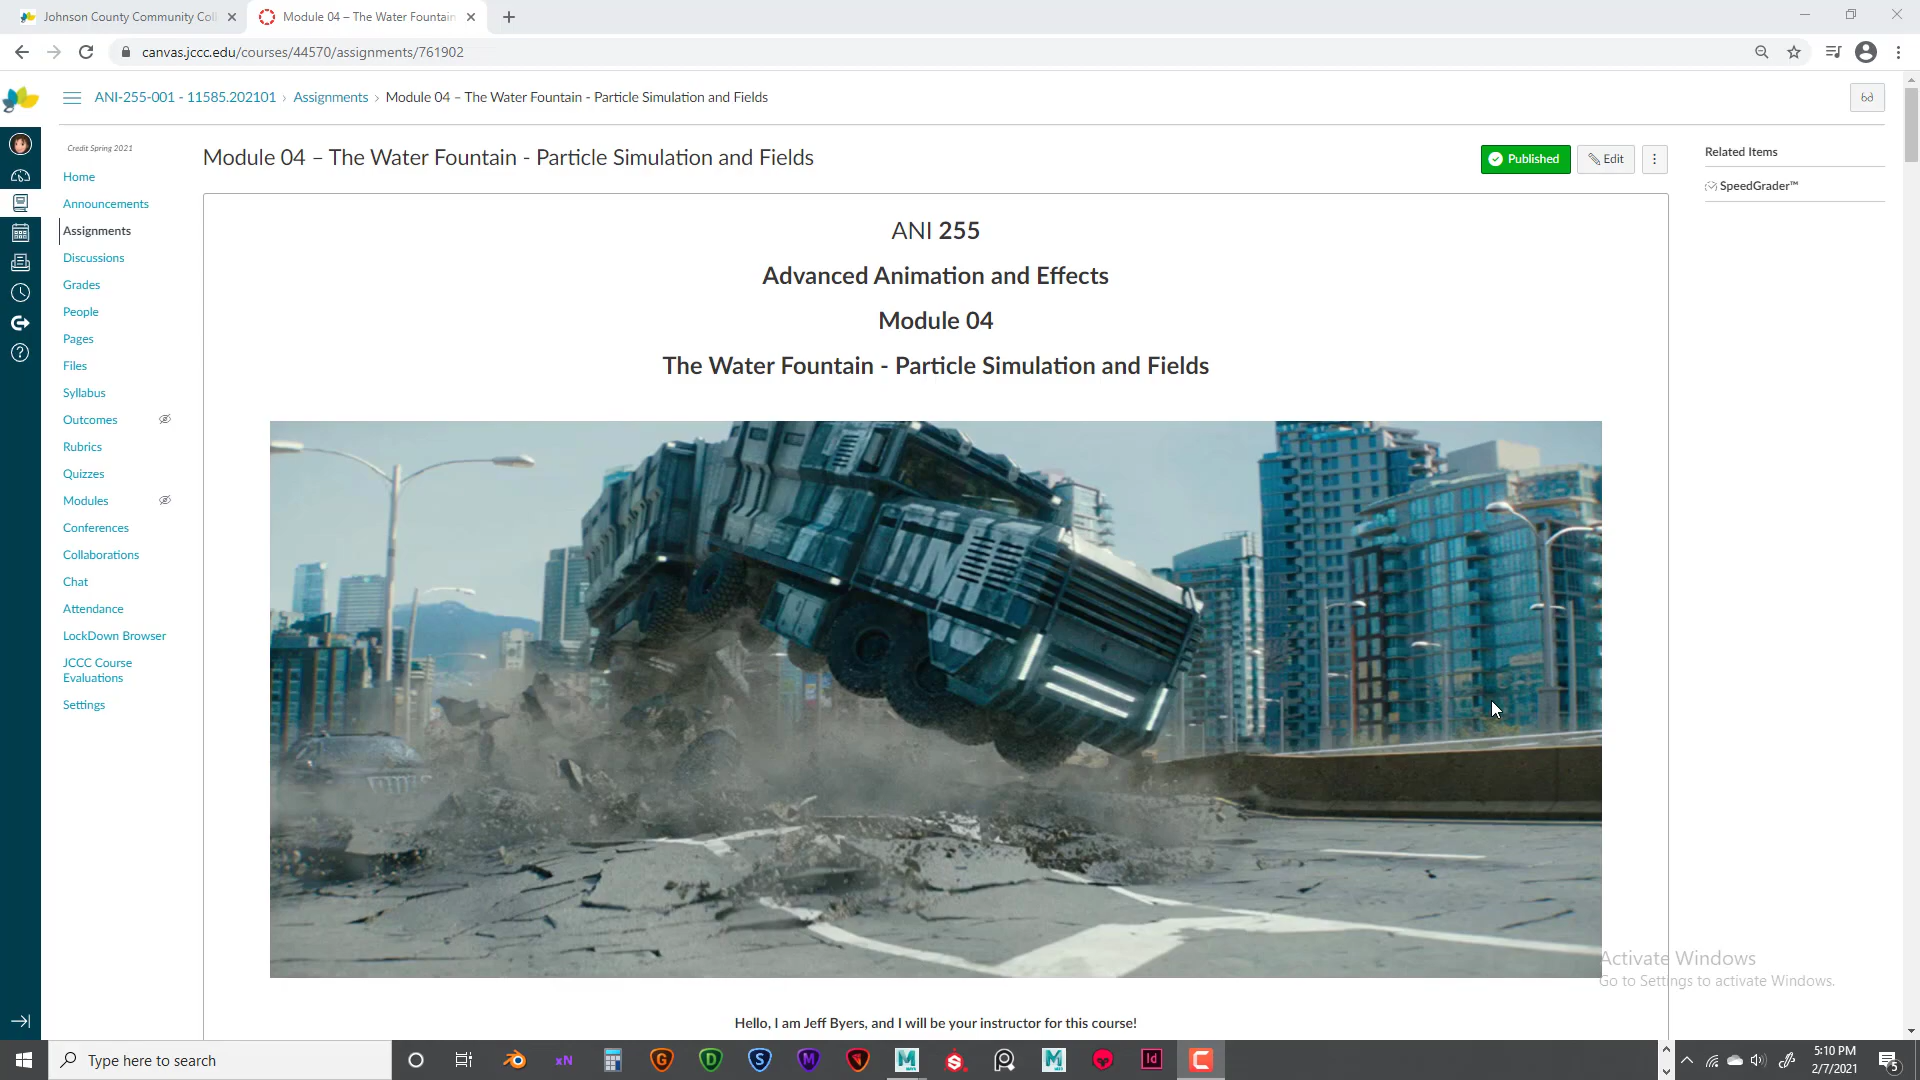 Johnson County Community Coll
Module 04 – The Water Fountain
canvas.jccc.edu/courses/44570/assignments/761902
ANI-255-001 - 11585.202101 › Assignments › Module 04 – The Water Fountain - Particle Simulation and Fields
Credit Spring 2021
Home
Announcements
Assignments
Discussions
Grades
People
Pages
Files
Syllabus
Outcomes
Rubrics
Quizzes
Modules
Conferences
Collaborations
Chat
Attendance
LockDown Browser
JCCC Course
Evaluations
Settings
Module 04 – The Water Fountain - Particle Simulation and Fields
Published
Edit
Related Items
SpeedGrader™
ANI 255
Advanced Animation and Effects
Module 04
The Water Fountain - Particle Simulation and Fields
Hello, I am Jeff Byers, and I will be your instructor for this course!
Activate Windows
Go to Settings to activate Windows.
Type here to search
xN
G
D
S
M
M
S
P
M
Id
C
5:10 PM
2/7/2021
5